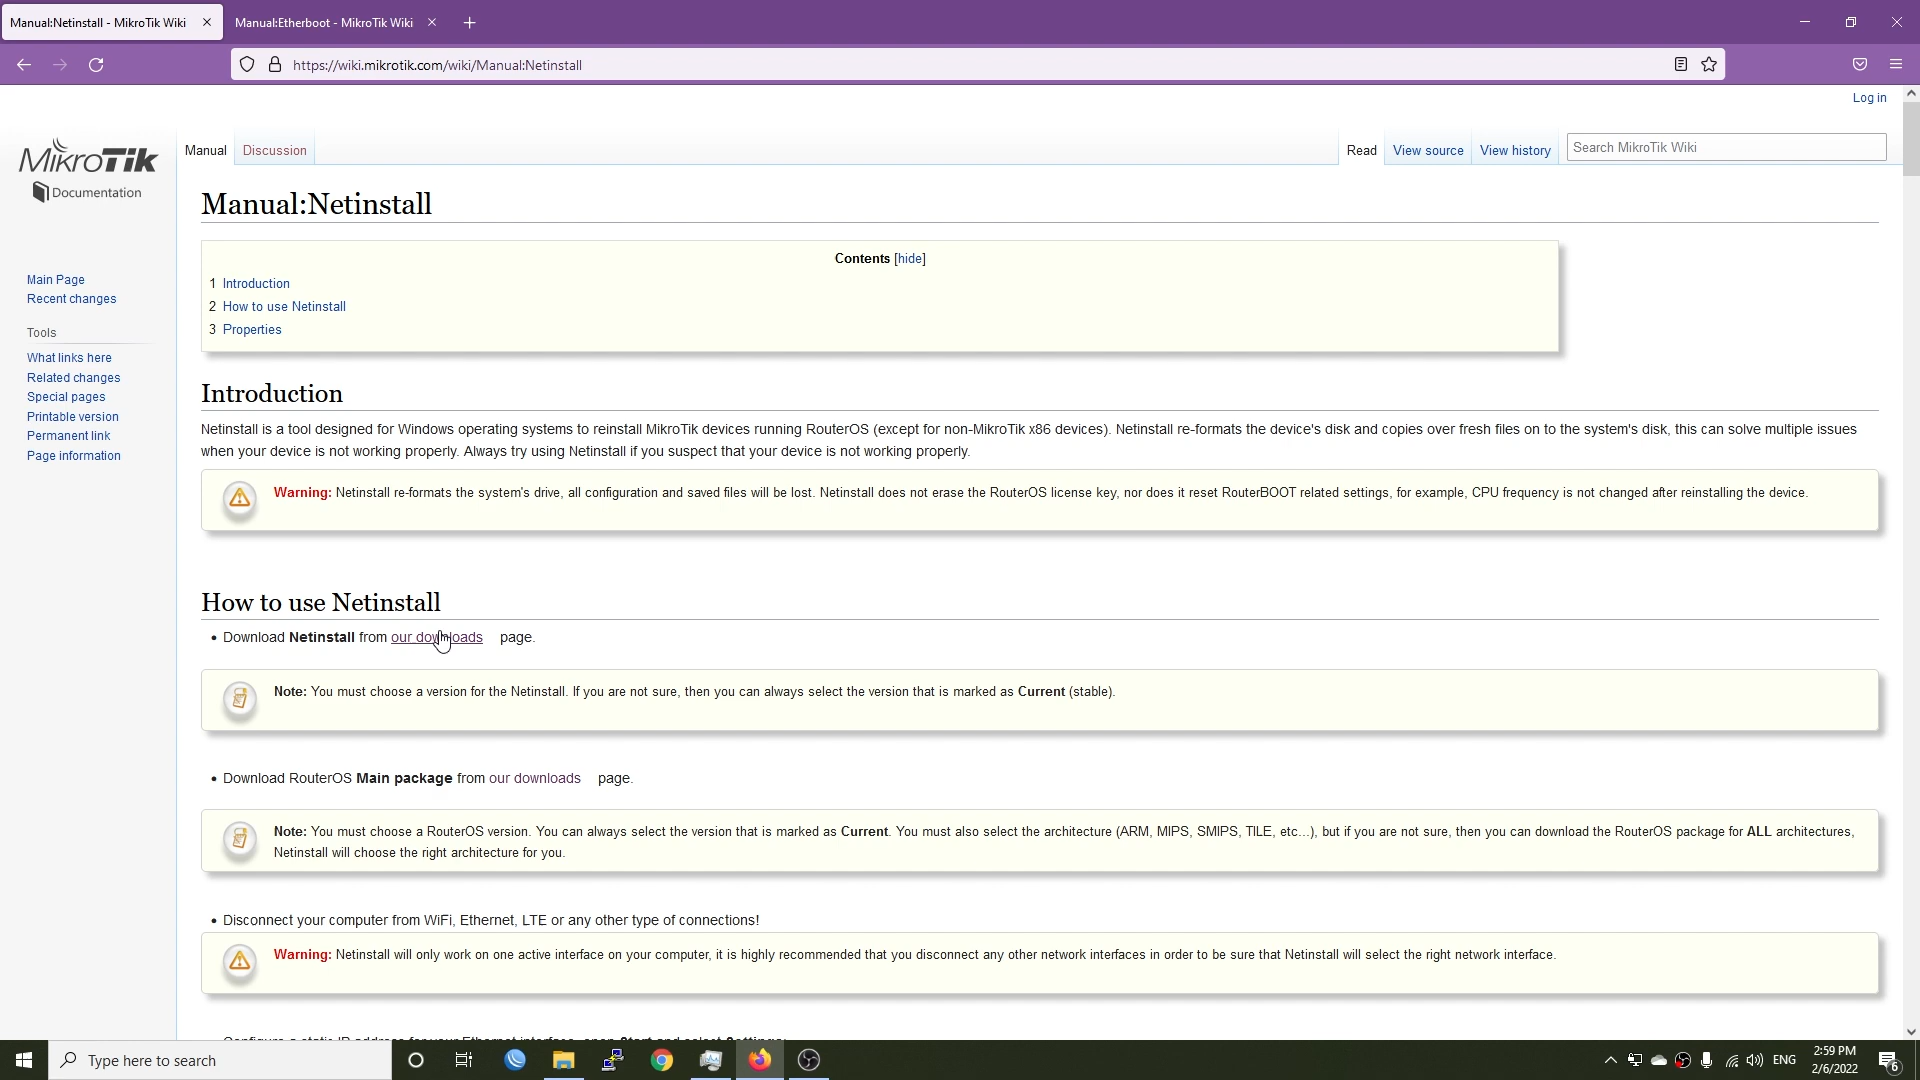 Manual:Netinstall - MikroTik Wiki
Manual:Etherboot - MikroTik Wiki
https://wiki.mikrotik.com/wiki/Manual:Netinstall
Log in
MikroTik
Documentation
Manual
Discussion
Read
View source
View history
Search MikroTik Wiki
Main Page
Recent changes
Tools
What links here
Related changes
Special pages
Printable version
Permanent link
Page information
Manual:Netinstall
Contents [hide]
1 Introduction
2 How to use Netinstall
3 Properties
Introduction
Netinstall is a tool designed for Windows operating systems to reinstall MikroTik devices running RouterOS (except for non-MikroTik x86 devices). Netinstall re-formats the device's disk and copies over fresh files on to the system's disk, this can solve multiple issues
when your device is not working properly. Always try using Netinstall if you suspect that your device is not working properly.
Warning: Netinstall re-formats the system's drive, all configuration and saved files will be lost. Netinstall does not erase the RouterOS license key, nor does it reset RouterBOOT related settings, for example, CPU frequency is not changed after reinstalling the device.
How to use Netinstall
• Download Netinstall from our downloads page.
Note: You must choose a version for the Netinstall. If you are not sure, then you can always select the version that is marked as Current (stable).
• Download RouterOS Main package from our downloads page.
Note: You must choose a RouterOS version. You can always select the version that is marked as Current. You must also select the architecture (ARM, MIPS, SMIPS, TILE, etc...), but if you are not sure, then you can download the RouterOS package for ALL architectures,
Netinstall will choose the right architecture for you.
• Disconnect your computer from WiFi, Ethernet, LTE or any other type of connections!
Warning: Netinstall will only work on one active interface on your computer, it is highly recommended that you disconnect any other network interfaces in order to be sure that Netinstall will select the right network interface.
Configure a static IP address for your Ethernet interface, open Start and select Settings:
Type here to search
ENG
2:59 PM
2/6/2022
6